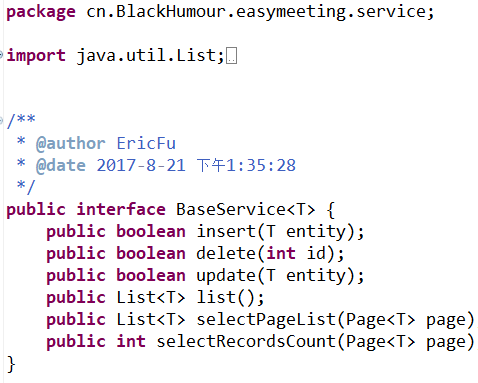 package cn.BlackHumour.easymeeting.service;
import java.util.List;
/**
* @author EricFu
* @date 2017-8-21 下午1:35:28
*/
public interface BaseService<T> {
public boolean insert(T entity);
public boolean delete(int id);
public boolean update(T entity);
public List<T> list();
public List<T> selectPageList(Page<T> page)
public int selectRecordsCount(Page<T> page)
}